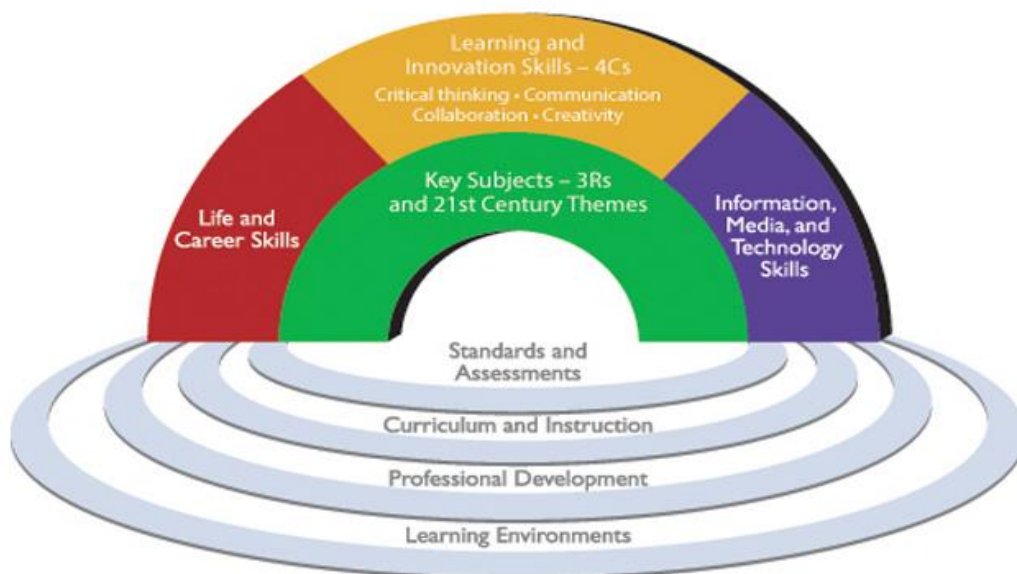 Learning and
Innovation Skills – 4Cs
Critical thinking • Communication
Collaboration • Creativity
Key Subjects – 3Rs
and 21st Century Themes
Life and
Career Skills
Information,
Media, and
Technology
Skills
Standards and
Assessments
Curriculum and Instruction
Professional Development
Learning Environments